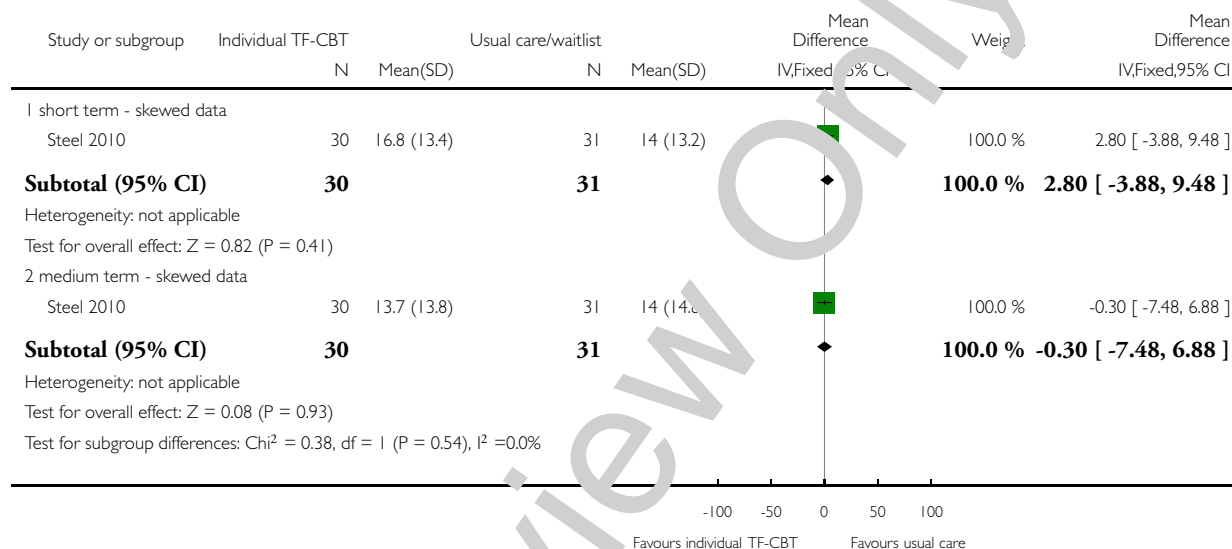 Study or subgroup Individual TF-CBT Usual care/waitlist Mean Difference Mean Difference
N Mean(SD) N Mean(SD) IV,Fixed, CI IV,Fixed,95% CI
1 short term - skewed data
Steel 2010 30 16.8 (13.4) 31 14 (13.2) 100.0 % 2.80 [ -3.88, 9.48 ]
Subtotal (95% CI) 30 31 100.0 % 2.80 [ -3.88, 9.48 ]
Heterogeneity: not applicable
Test for overall effect: Z = 0.82 (P = 0.41)
2 medium term - skewed data
Steel 2010 30 13.7 (13.8) 31 14 100.0 % -0.30 [ -7.48, 6.88 ]
Subtotal (95% CI) 30 31 100.0 % -0.30 [ -7.48, 6.88 ]
Heterogeneity: not applicable
Test for overall effect: Z = 0.08 (P = 0.93)
Test for subgroup differences: Chi² = 0.38, df = 1 (P = 0.54), I² =0.0%
-100 -50 0 50 100
Favours individual TF-CBT Favours usual care
view Only